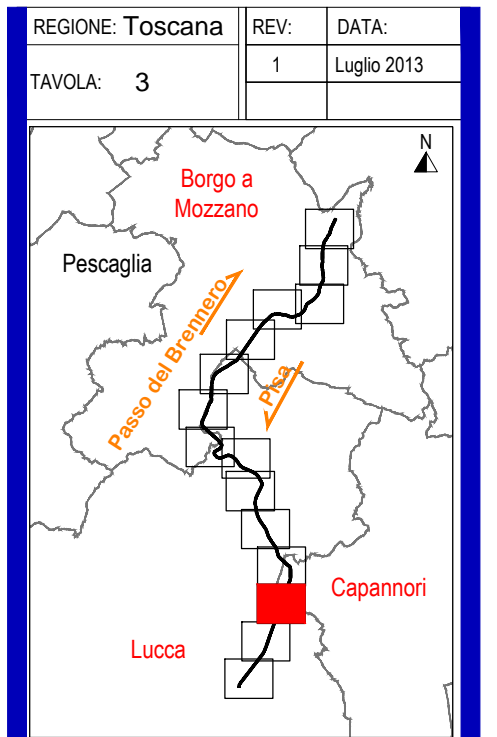 REGIONE: Toscana
REV:
DATA:
1
Luglio 2013
TAVOLA: 3
N
Borgo a
Mozzano
Pescaglia
Passo del Brennero
Pisa
Capannori
Lucca